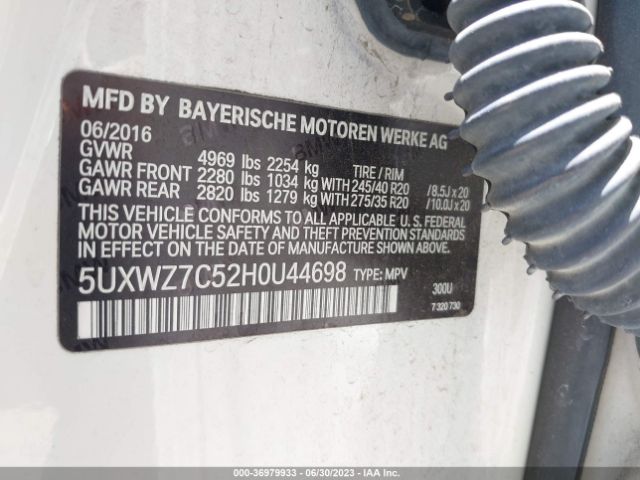 MFD BY BAYERISCHE MOTOREN WERKE AG
06/2016
GVWR 4969 lbs 2254 kg TIRE / RIM
GAWR FRONT 2280 lbs 1034 kg WITH 245/40 R20 /8.5J x 20
GAWR REAR 2820 lbs 1279 kg WITH 275/35 R20 /10.0J x 20
THIS VEHICLE CONFORMS TO ALL APPLICABLE U. S. FEDERAL
MOTOR VEHICLE SAFETY AND THEFT PREVENTION STANDARDS
IN EFFECT ON THE DATE OF MANUFACTURE SHOWN ABOVE.
5UXWZ7C52H0U44698 TYPE: MPV
300U
7 320 730
000-36979933 - 06/30/2023 - IAA Inc.